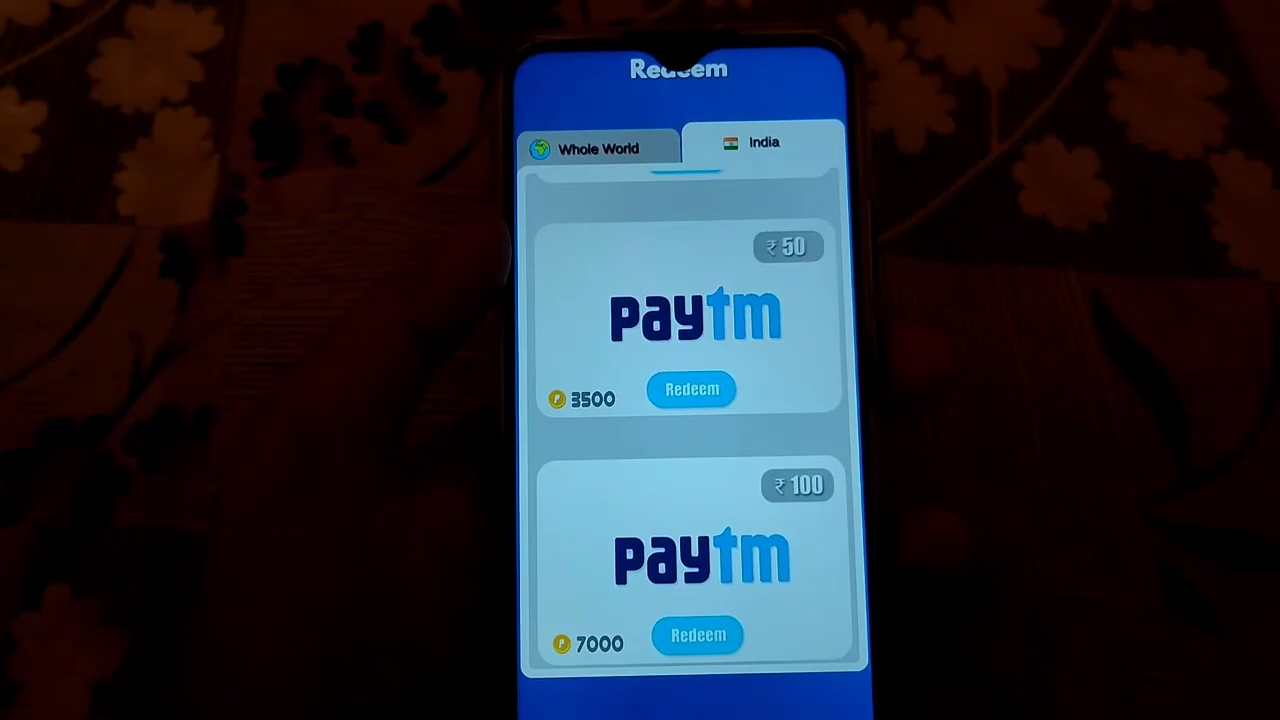 Redeem
Whole World
India
₹ 50
paytm
3500
Redeem
₹ 100
paytm
7000
Redeem